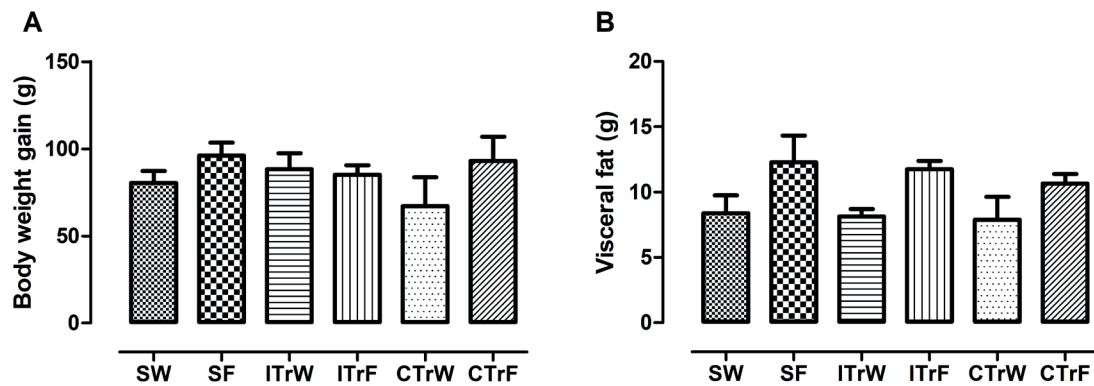 A
Body weight gain (g)
150
100
50
0
SW SF ITrW ITrF CTrW CTrF
B
Visceral fat (g)
20
15
10
5
0
SW SF ITrW ITrF CTrW CTrF